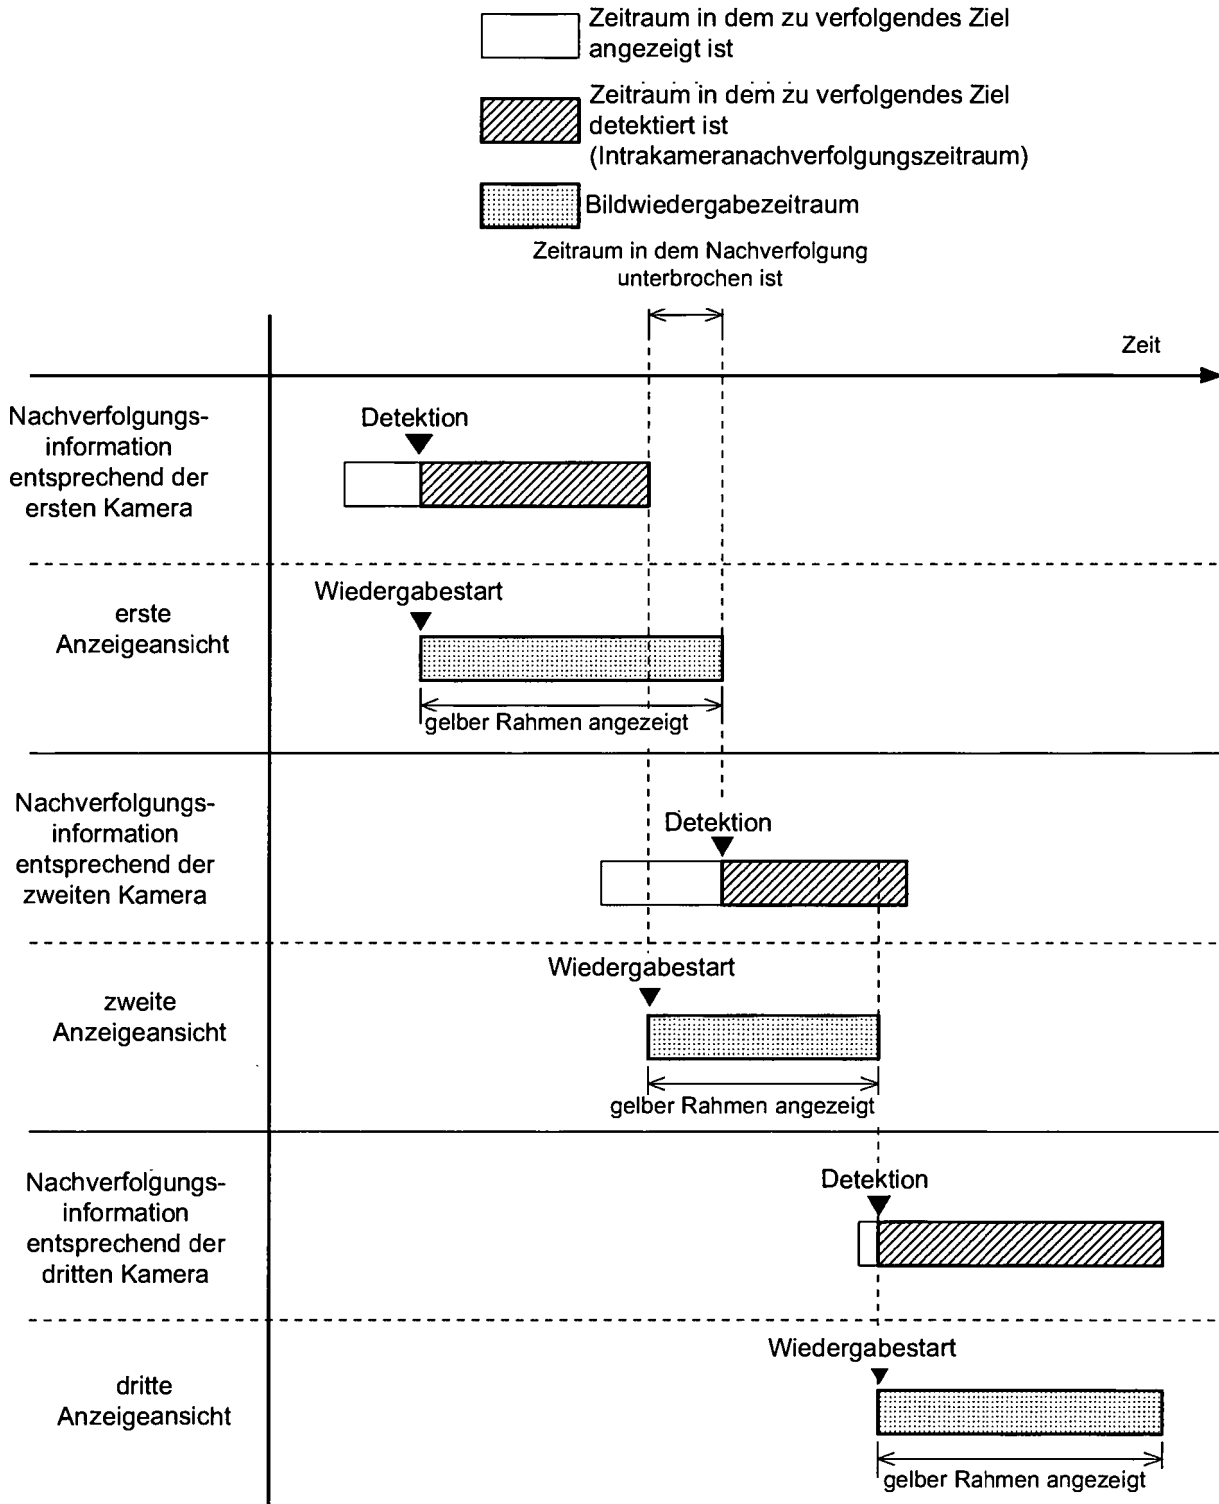 Zeitraum in dem zu verfolgendes Ziel
angezeigt ist
Zeitraum in dem zu verfolgendes Ziel
detektiert ist
(Intrakameranachverfolgungszeitraum)
Bildwiedergabezeitraum
Zeitraum in dem Nachverfolgung
unterbrochen ist
Zeit
Nachverfolgungs-
information
entsprechend der
ersten Kamera
Detektion
erste
Anzeigeansicht
Wiedergabestart
gelber Rahmen angezeigt
Nachverfolgungs-
information
entsprechend der
zweiten Kamera
Detektion
zweite
Anzeigeansicht
Wiedergabestart
gelber Rahmen angezeigt
Nachverfolgungs-
information
entsprechend der
dritten Kamera
Detektion
dritte
Anzeigeansicht
Wiedergabestart
gelber Rahmen angezeigt